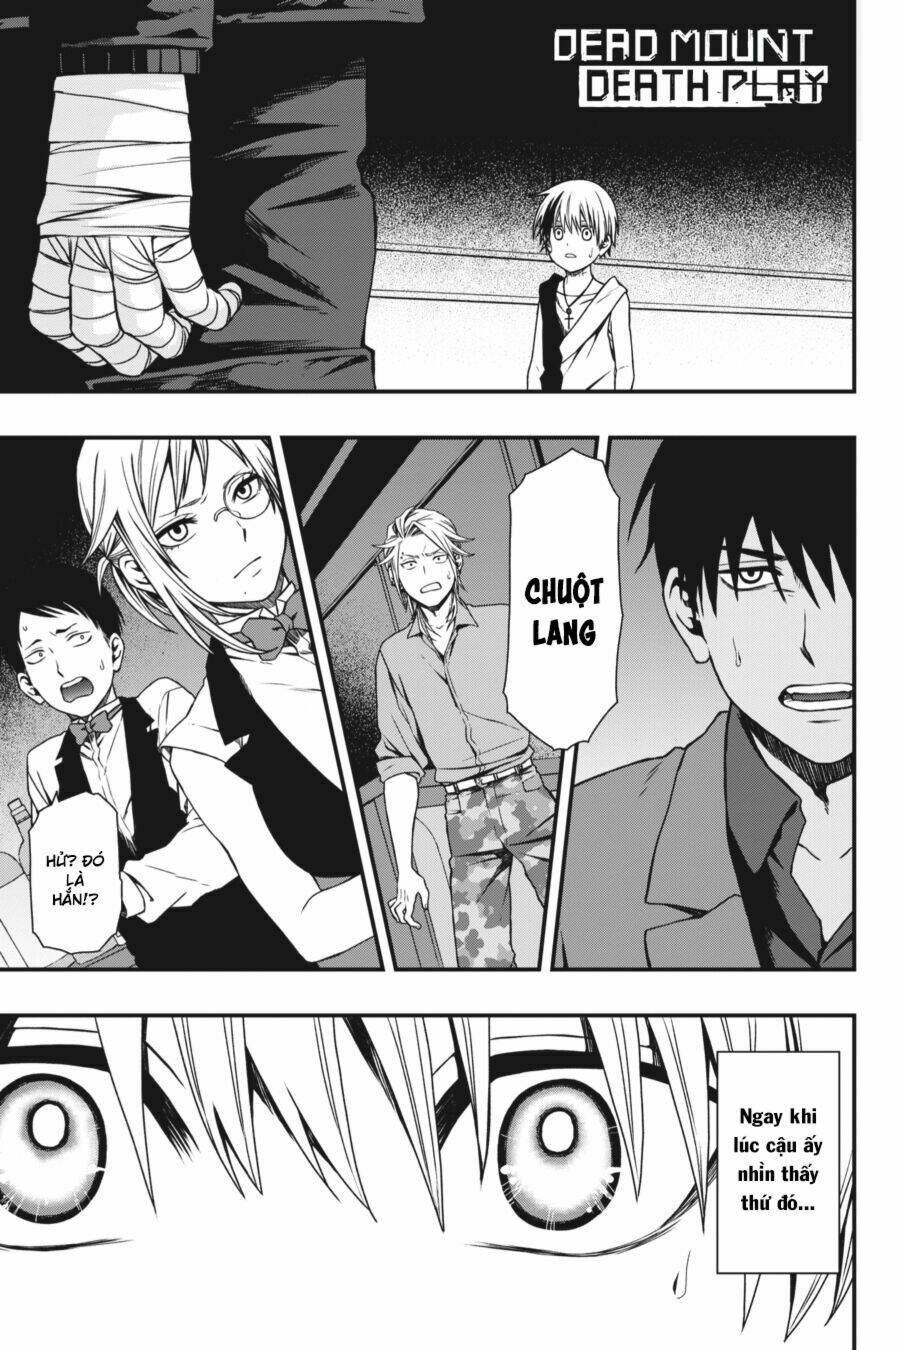 DEAD MOUNT
DEATH PLAY
CHUỘT
LANG
HỬ? ĐÓ
LÀ
HẮN!?
Ngay khi
lúc cậu ấy
nhìn thấy
thứ đó...